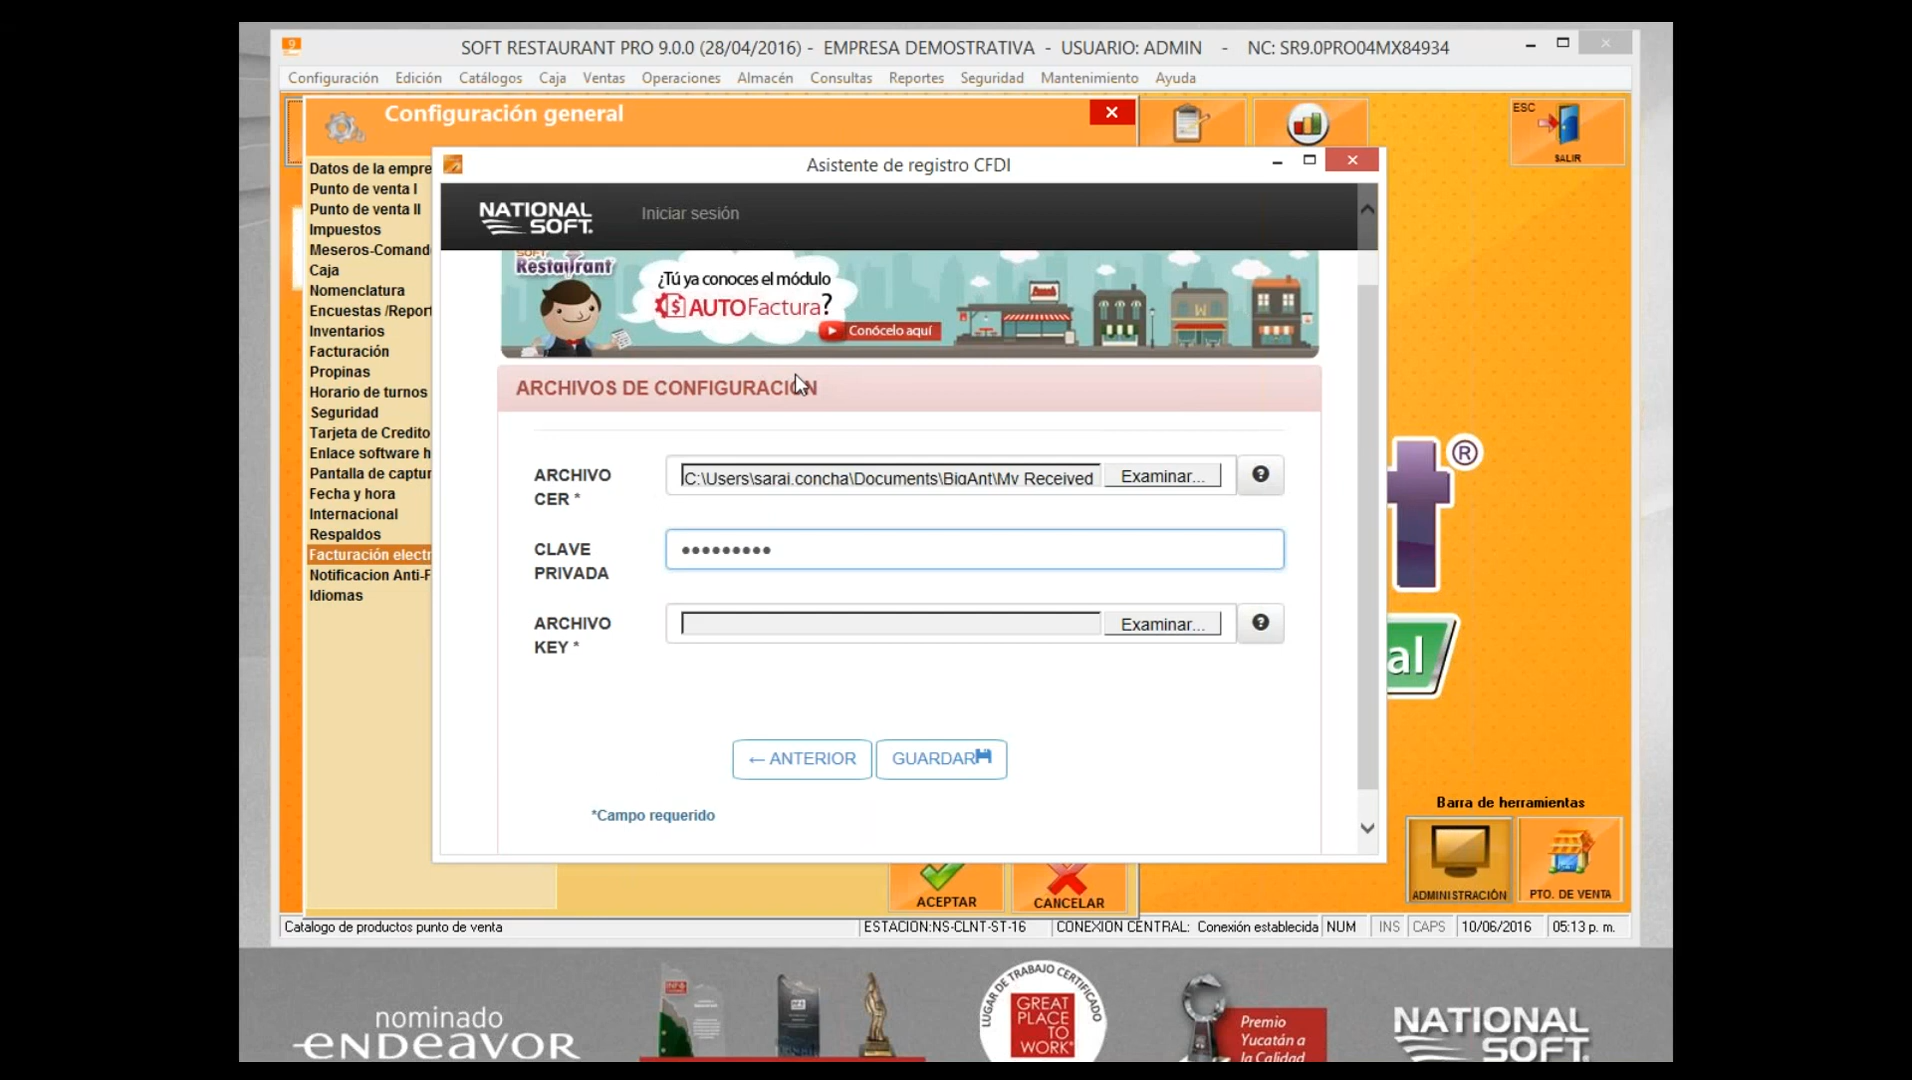 9
SOFT RESTAURANT PRO 9.0.0 (28/04/2016) - EMPRESA DEMOSTRATIVA - USUARIO: ADMIN - NC: SR9.0PRO04MX84934
Configuración Edición Catálogos Caja Ventas Operaciones Almacén Consultas Reportes Seguridad Mantenimiento Ayuda
Configuración general
ESC
SALIR
Datos de la empre
Punto de venta I
Punto de venta II
Impuestos
Meseros-Comand
Caja
Nomenclatura
Encuestas /Report
Inventarios
Facturación
Propinas
Horario de turnos
Seguridad
Tarjeta de Credito
Enlace software h
Pantalla de captur
Fecha y hora
Internacional
Respaldos
Facturación electr
Notificacion Anti-F
Idiomas
Asistente de registro CFDI
NATIONAL
SOFT.
Iniciar sesión
SOFT
Restaurant
¿Tú ya conoces el módulo
AUTOFactura?
Conócelo aquí
ARCHIVOS DE CONFIGURACIÓN
ARCHIVO
CER *
C:\Users\sarai.concha\Documents\BigAnt\My Received
Examinar...
CLAVE
PRIVADA
•••••••••
ARCHIVO
KEY *
Examinar...
← ANTERIOR
GUARDAR
*Campo requerido
t®
al
Barra de herramientas
ADMINISTRACIÓN
PTO. DE VENTA
ACEPTAR
CANCELAR
Catalogo de productos punto de venta
ESTACION:NS-CLNT-ST-16
CONEXION CENTRAL: Conexión establecida
NUM
INS
CAPS
10/06/2016
05:13 p. m.
nominado
eNDeavOR
LUGAR DE TRABAJO CERTIFICADO
GREAT
PLACE
TO
WORK®
Premio
Yucatán a
la Calidad
NATIONAL
SOFT